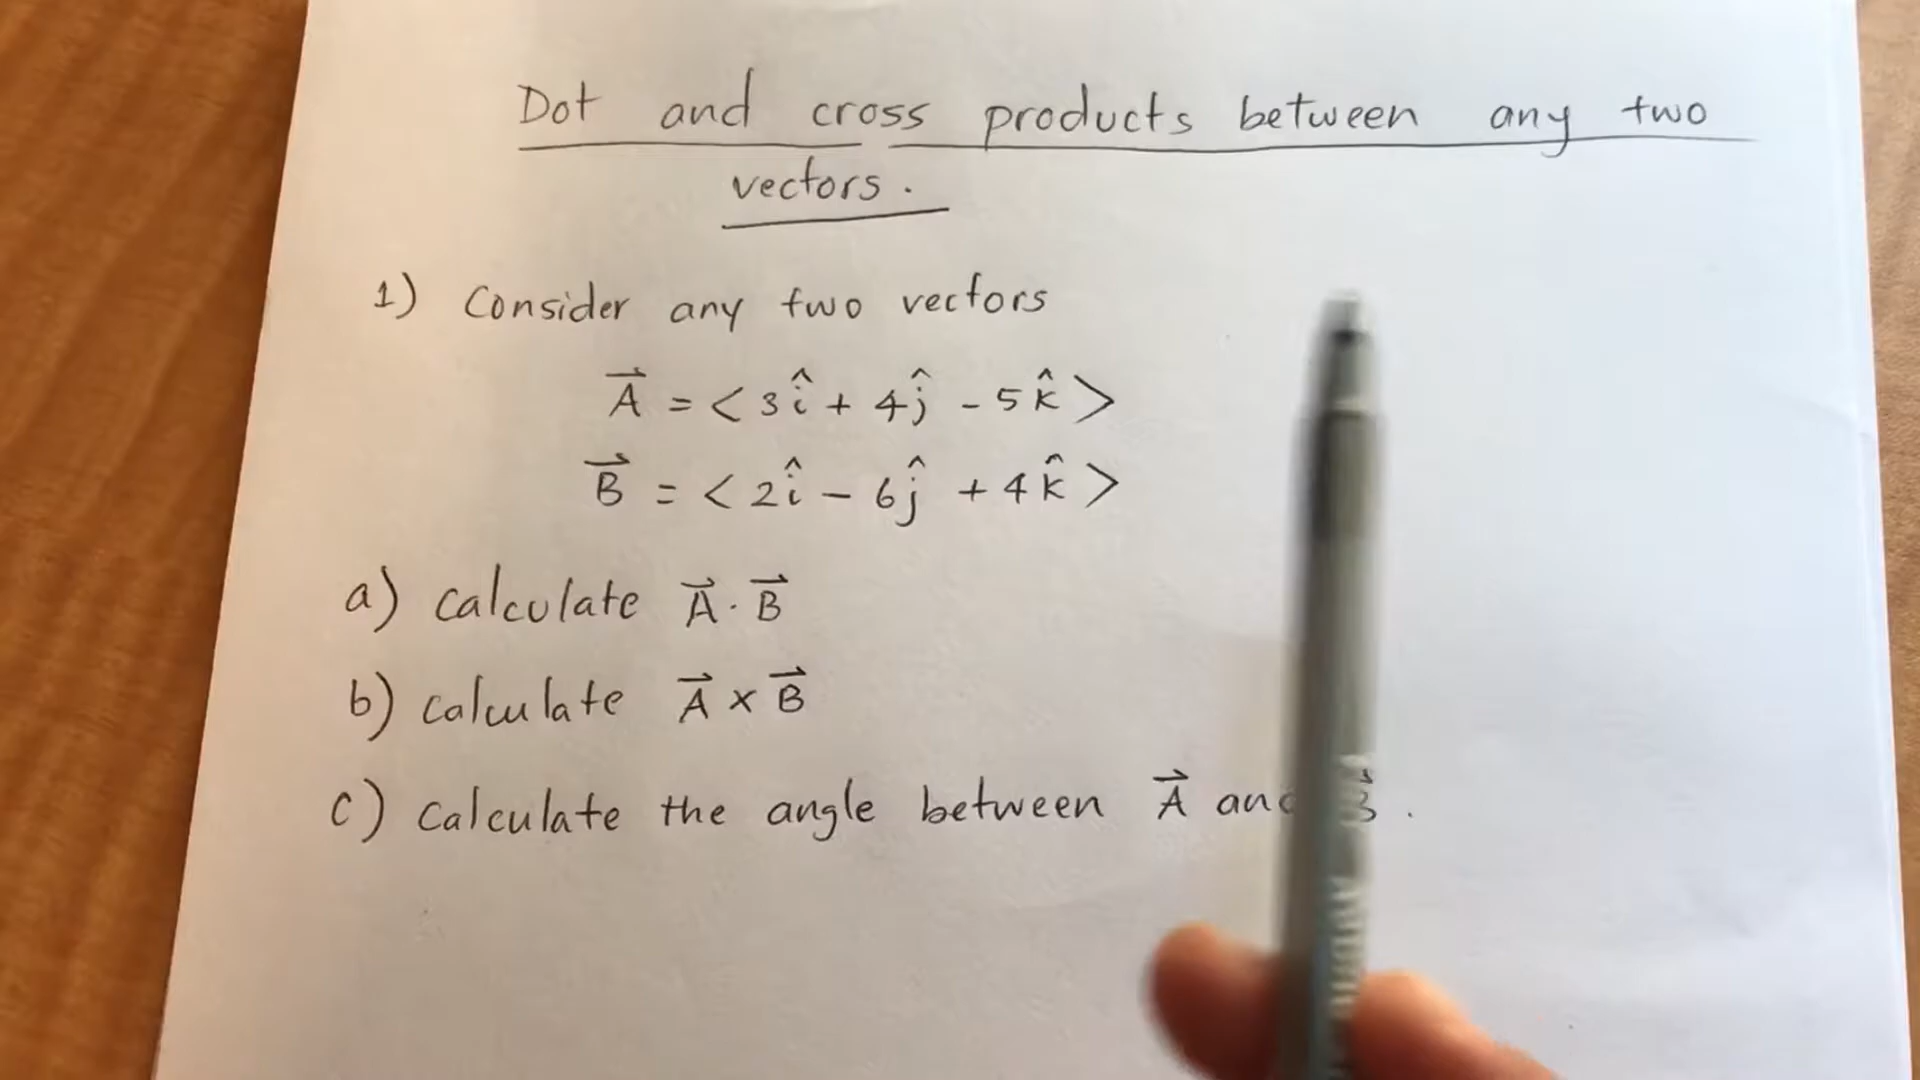 Dot and cross products between any two
vectors.
1) Consider any two vectors
A⃗ = < 3î + 4ĵ - 5k̂ >
B⃗ = < 2î - 6ĵ + 4k̂ >
a) calculate A⃗ . B⃗
b) calculate A⃗ x B⃗
c) calculate the angle between A⃗